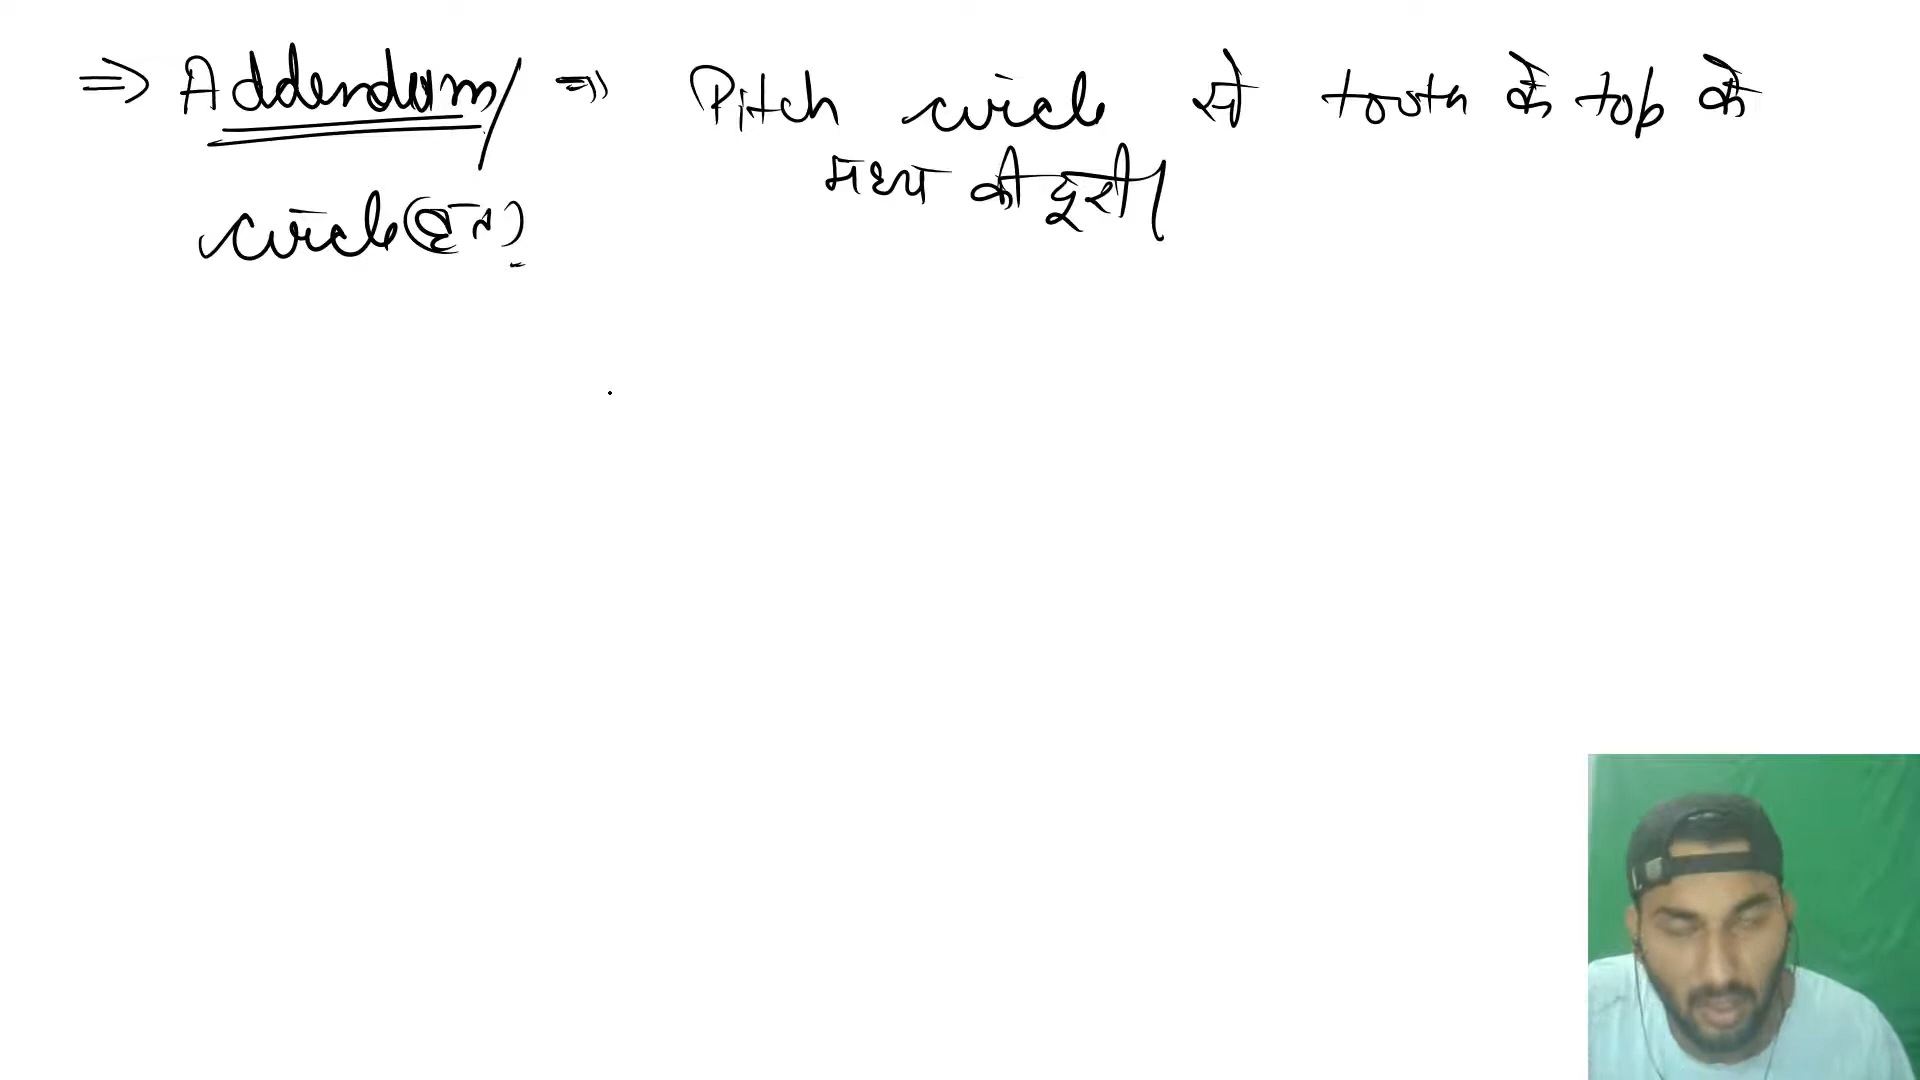 ⇒ Addendum/ ⇒ Pitch circle से tooth के top के
मध्य की दूरी।
circle(वृत)